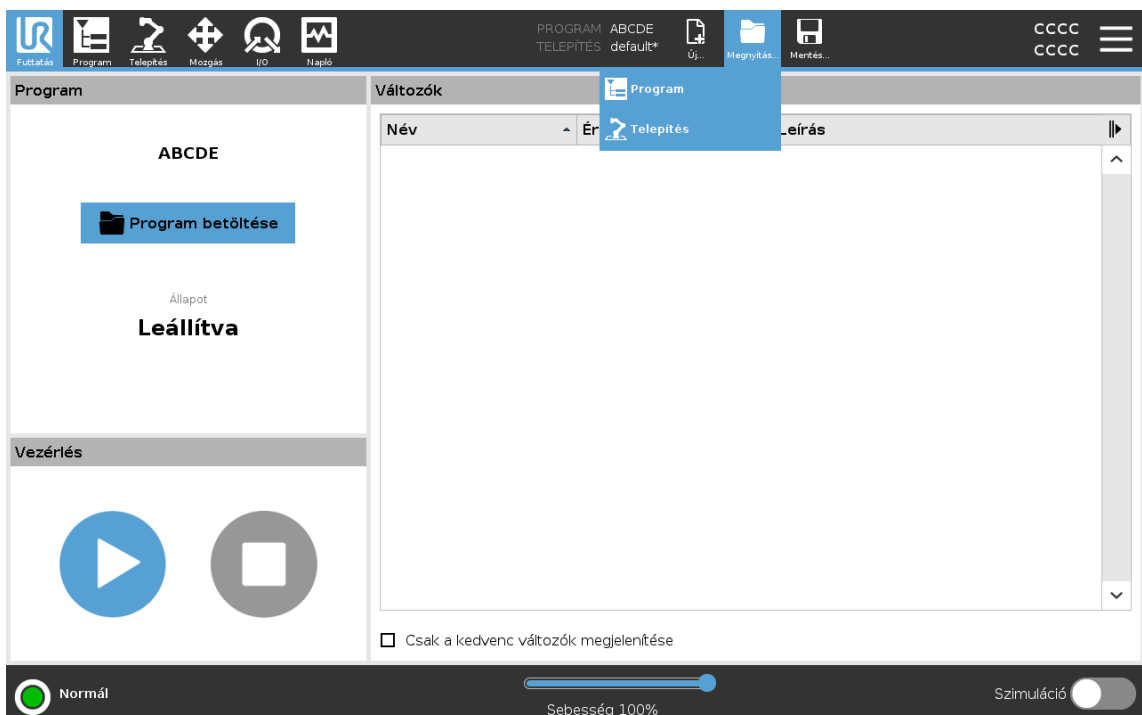 Futtatás Program Telepítés Mozgás I/O Napló
PROGRAM ABCDE
TELEPÍTÉS default*
Új... Megnyitás... Mentés...
CCCC
CCCC
Program
Telepítés
Program
ABCDE
Program betöltése
Állapot
Leállítva
Vezérlés
Változók
Név Ér Leírás
Csak a kedvenc változók megjelenítése
Normál
Sebesség 100%
Szimuláció